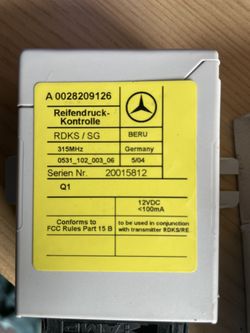 A 0028209126
Reifendruck-
Kontrolle
RDKS / SG
BERU
315MHz
Germany
0531_102_003_06
5/04
Serien Nr. 20015812
Q1
12VDC
<100mA
Conforms to
FCC Rules Part 15 B
to be used in conjunction
with transmitter RDKS/RE